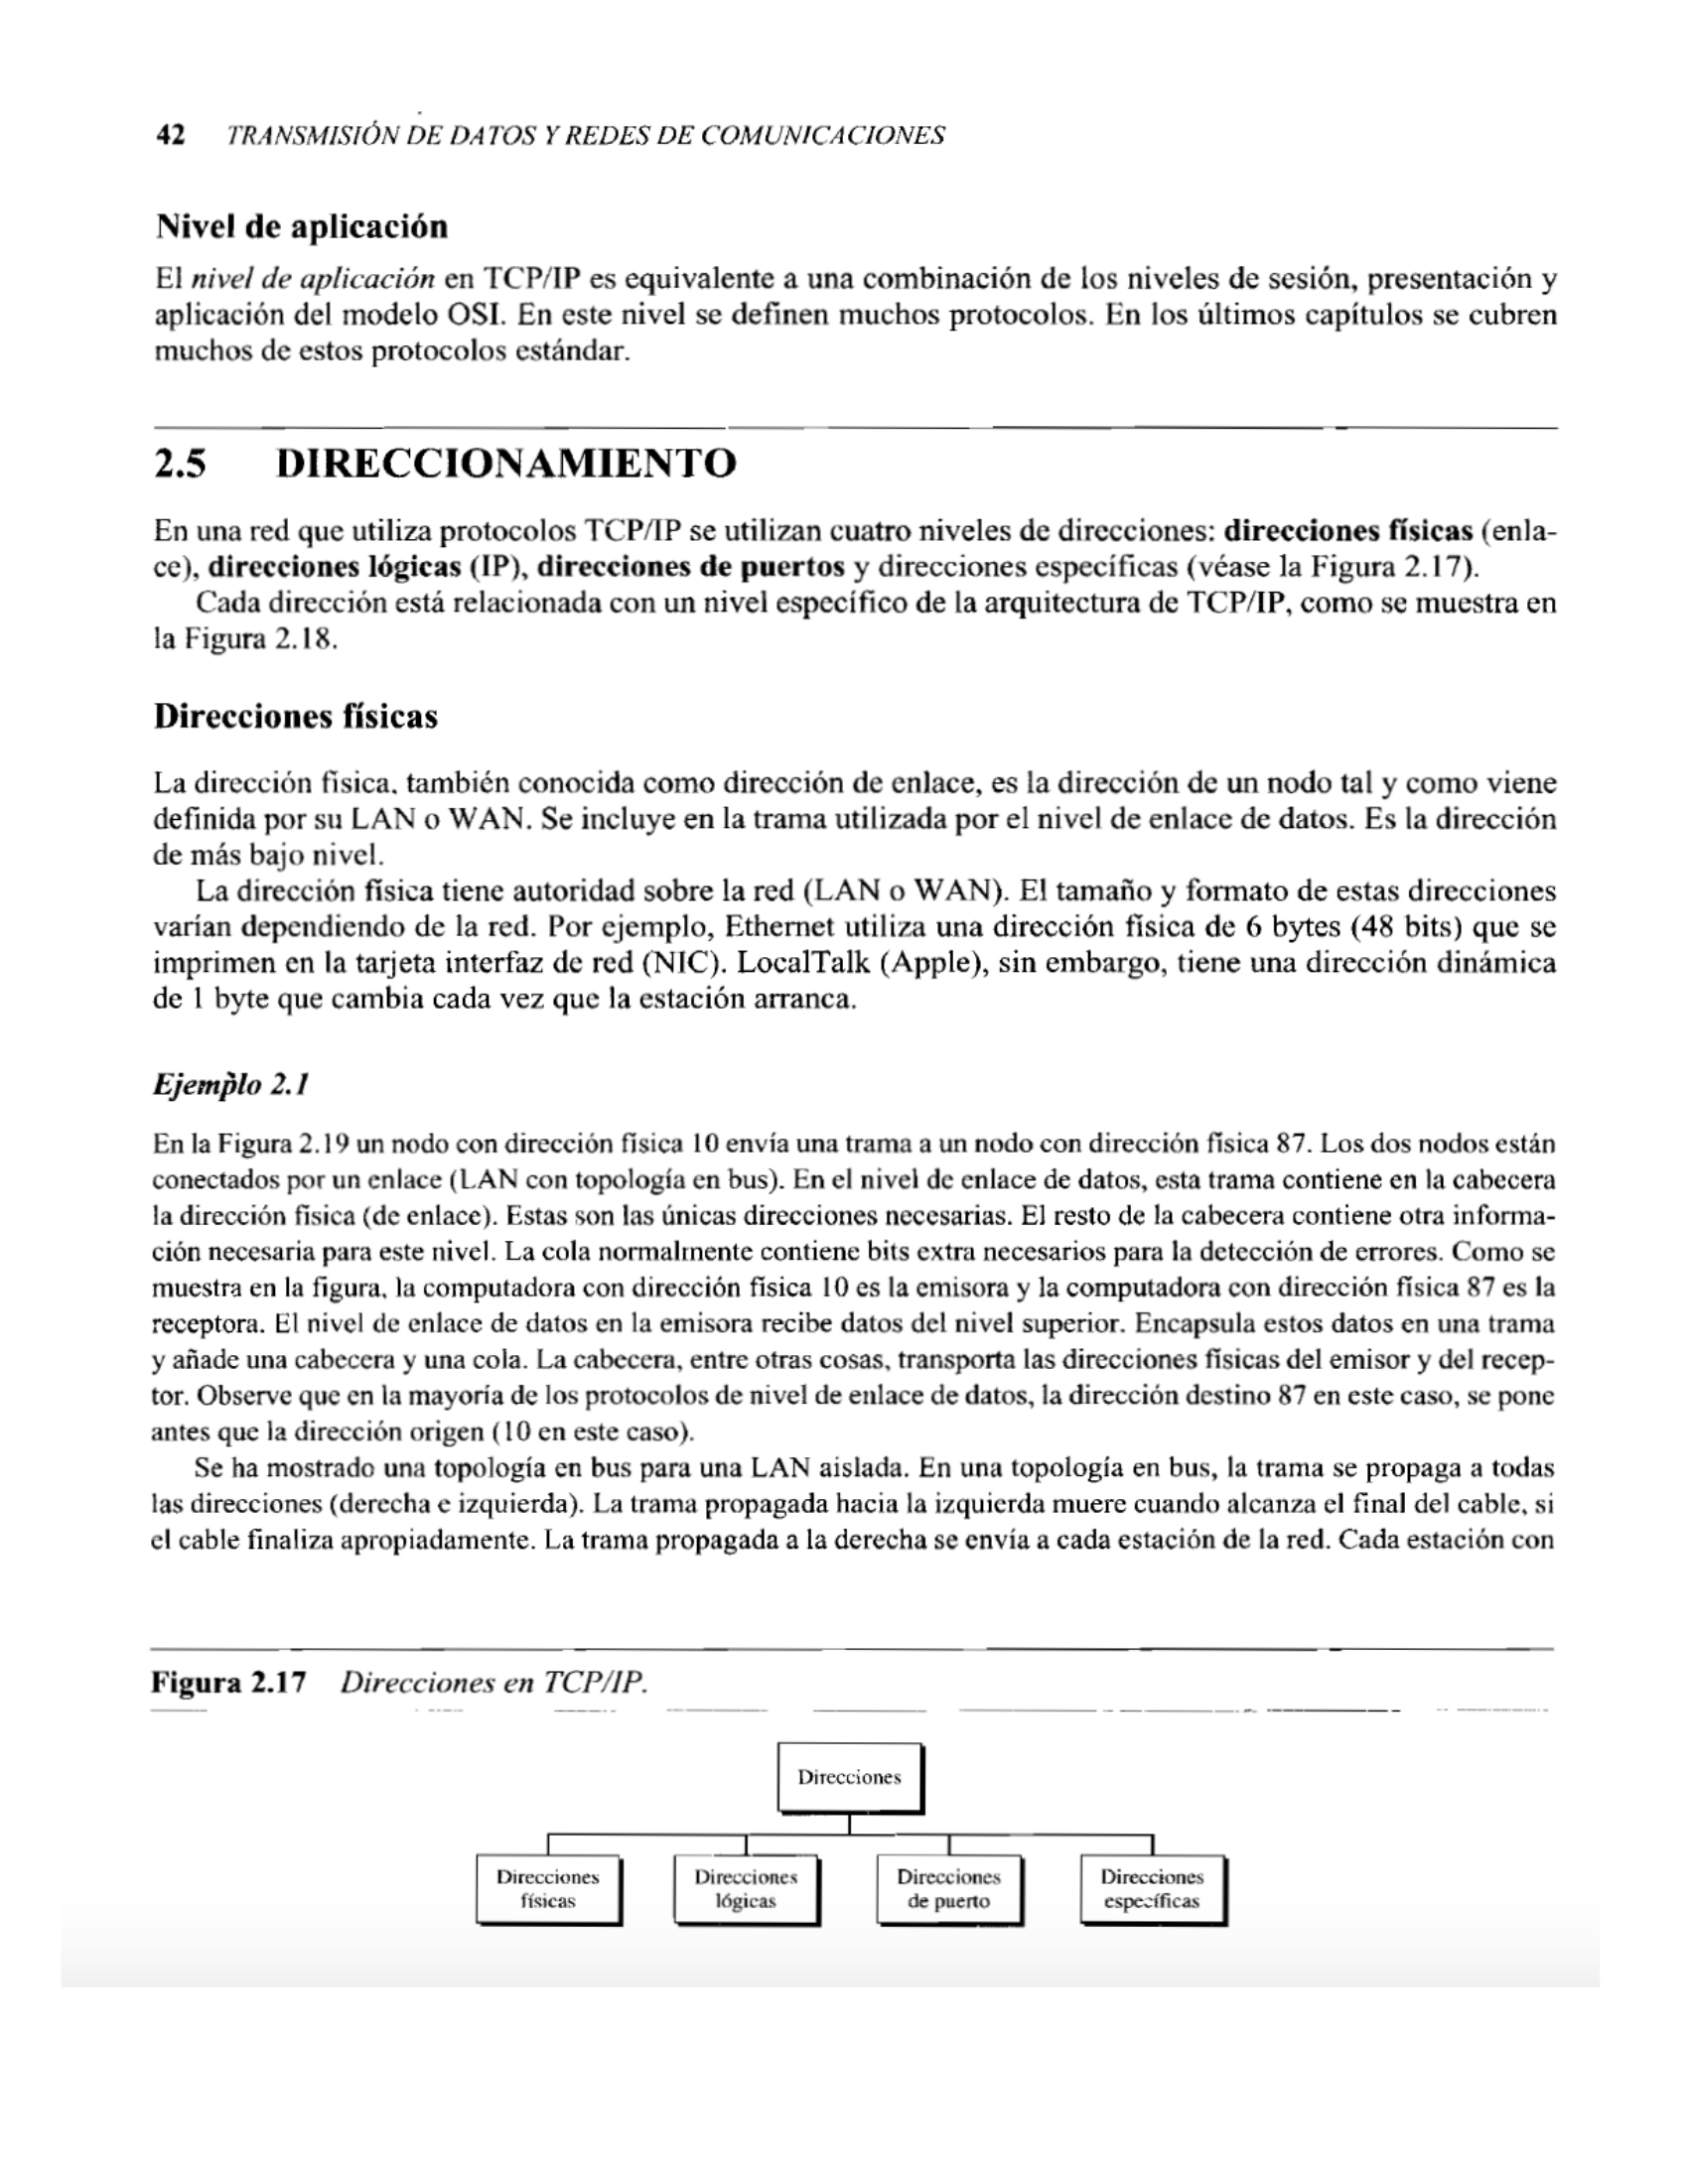 42 TRANSMISIÓN DE DATOS Y REDES DE COMUNICACIONES
Nivel de aplicación
El nivel de aplicación en TCP/IP es equivalente a una combinación de los niveles de sesión, presentación y
aplicación del modelo OSI. En este nivel se definen muchos protocolos. En los últimos capítulos se cubren
muchos de estos protocolos estándar.
2.5 DIRECCIONAMIENTO
En una red que utiliza protocolos TCP/IP se utilizan cuatro niveles de direcciones: direcciones físicas (enla-
ce), direcciones lógicas (IP), direcciones de puertos y direcciones específicas (véase la Figura 2.17).
Cada dirección está relacionada con un nivel específico de la arquitectura de TCP/IP, como se muestra en
la Figura 2.18.
Direcciones físicas
La dirección física, también conocida como dirección de enlace, es la dirección de un nodo tal y como viene
definida por su LAN o WAN. Se incluye en la trama utilizada por el nivel de enlace de datos. Es la dirección
de más bajo nivel.
La dirección física tiene autoridad sobre la red (LAN o WAN). El tamaño y formato de estas direcciones
varían dependiendo de la red. Por ejemplo, Ethernet utiliza una dirección física de 6 bytes (48 bits) que se
imprimen en la tarjeta interfaz de red (NIC). LocalTalk (Apple), sin embargo, tiene una dirección dinámica
de 1 byte que cambia cada vez que la estación arranca.
Ejemplo 2.1
En la Figura 2.19 un nodo con dirección física 10 envía una trama a un nodo con dirección física 87. Los dos nodos están
conectados por un enlace (LAN con topología en bus). En el nivel de enlace de datos, esta trama contiene en la cabecera
la dirección física (de enlace). Estas son las únicas direcciones necesarias. El resto de la cabecera contiene otra informa-
ción necesaria para este nivel. La cola normalmente contiene bits extra necesarios para la detección de errores. Como se
muestra en la figura, la computadora con dirección física 10 es la emisora y la computadora con dirección física 87 es la
receptora. El nivel de enlace de datos en la emisora recibe datos del nivel superior. Encapsula estos datos en una trama
y añade una cabecera y una cola. La cabecera, entre otras cosas, transporta las direcciones físicas del emisor y del recep-
tor. Observe que en la mayoría de los protocolos de nivel de enlace de datos, la dirección destino 87 en este caso, se pone
antes que la dirección origen (10 en este caso).
Se ha mostrado una topología en bus para una LAN aislada. En una topología en bus, la trama se propaga a todas
las direcciones (derecha e izquierda). La trama propagada hacia la izquierda muere cuando alcanza el final del cable, si
el cable finaliza apropiadamente. La trama propagada a la derecha se envía a cada estación de la red. Cada estación con
Figura 2.17 Direcciones en TCP/IP.
Direcciones
Direcciones físicas
Direcciones lógicas
Direcciones de puerto
Direcciones específicas